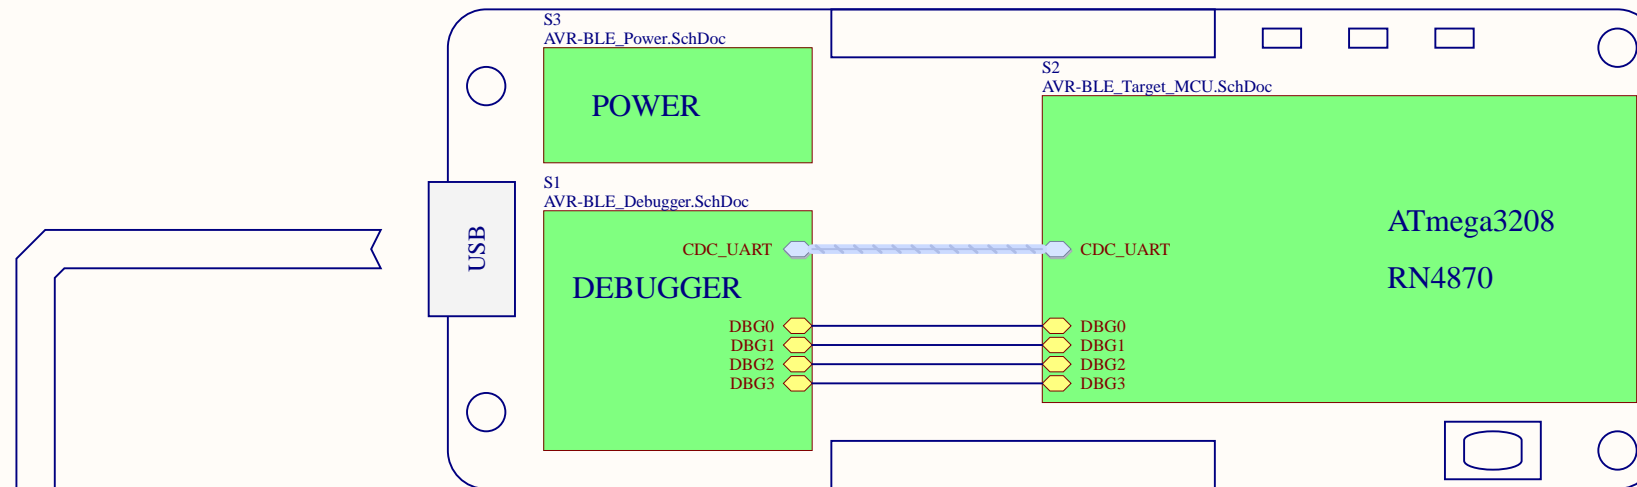 S3
AVR-BLE_Power.SchDoc
POWER
S2
AVR-BLE_Target_MCU.SchDoc
ATmega3208
RN4870
S1
AVR-BLE_Debugger.SchDoc
USB
CDC_UART
CDC_UART
DEBUGGER
DBG0
DBG0
DBG1
DBG1
DBG2
DBG2
DBG3
DBG3